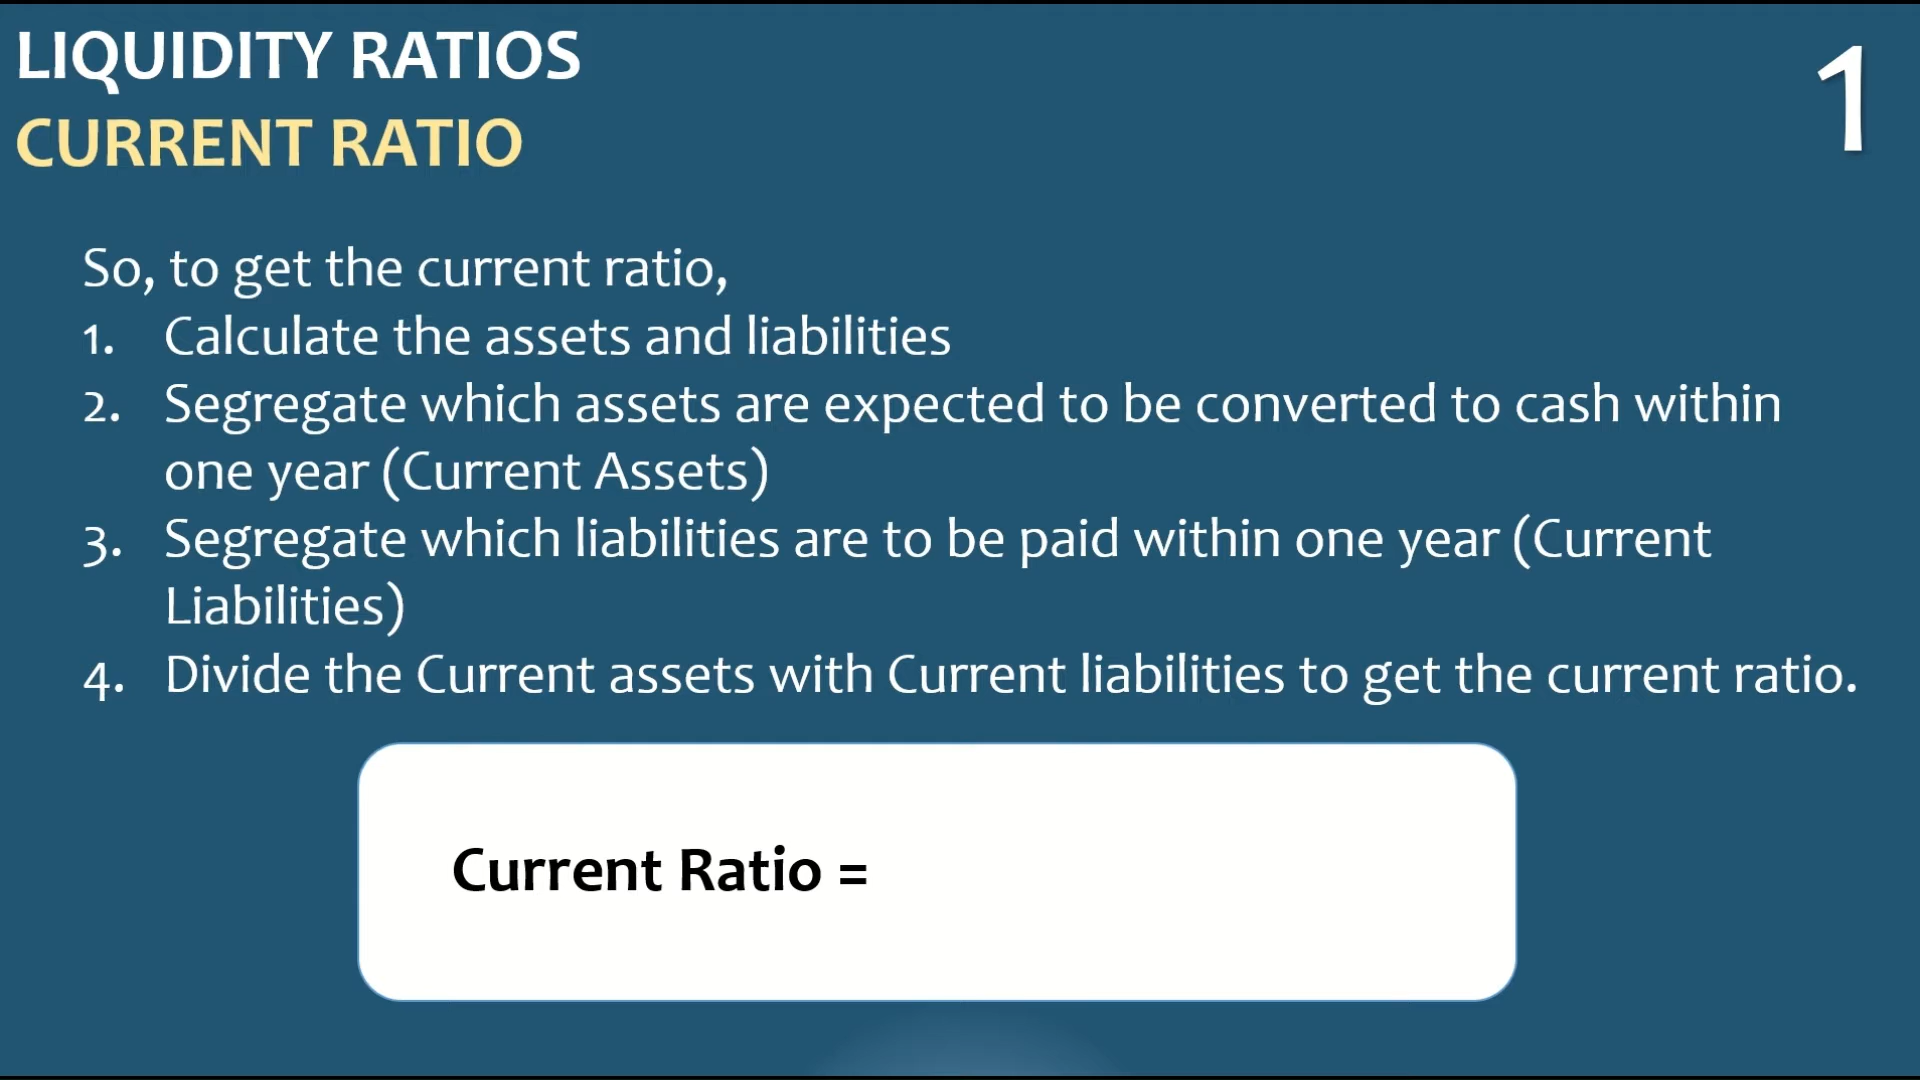 LIQUIDITY RATIOS
1
CURRENT RATIO
So, to get the current ratio,
1. Calculate the assets and liabilities
2. Segregate which assets are expected to be converted to cash within
one year (Current Assets)
3. Segregate which liabilities are to be paid within one year (Current
Liabilities)
4. Divide the Current assets with Current liabilities to get the current ratio.
Current Ratio =